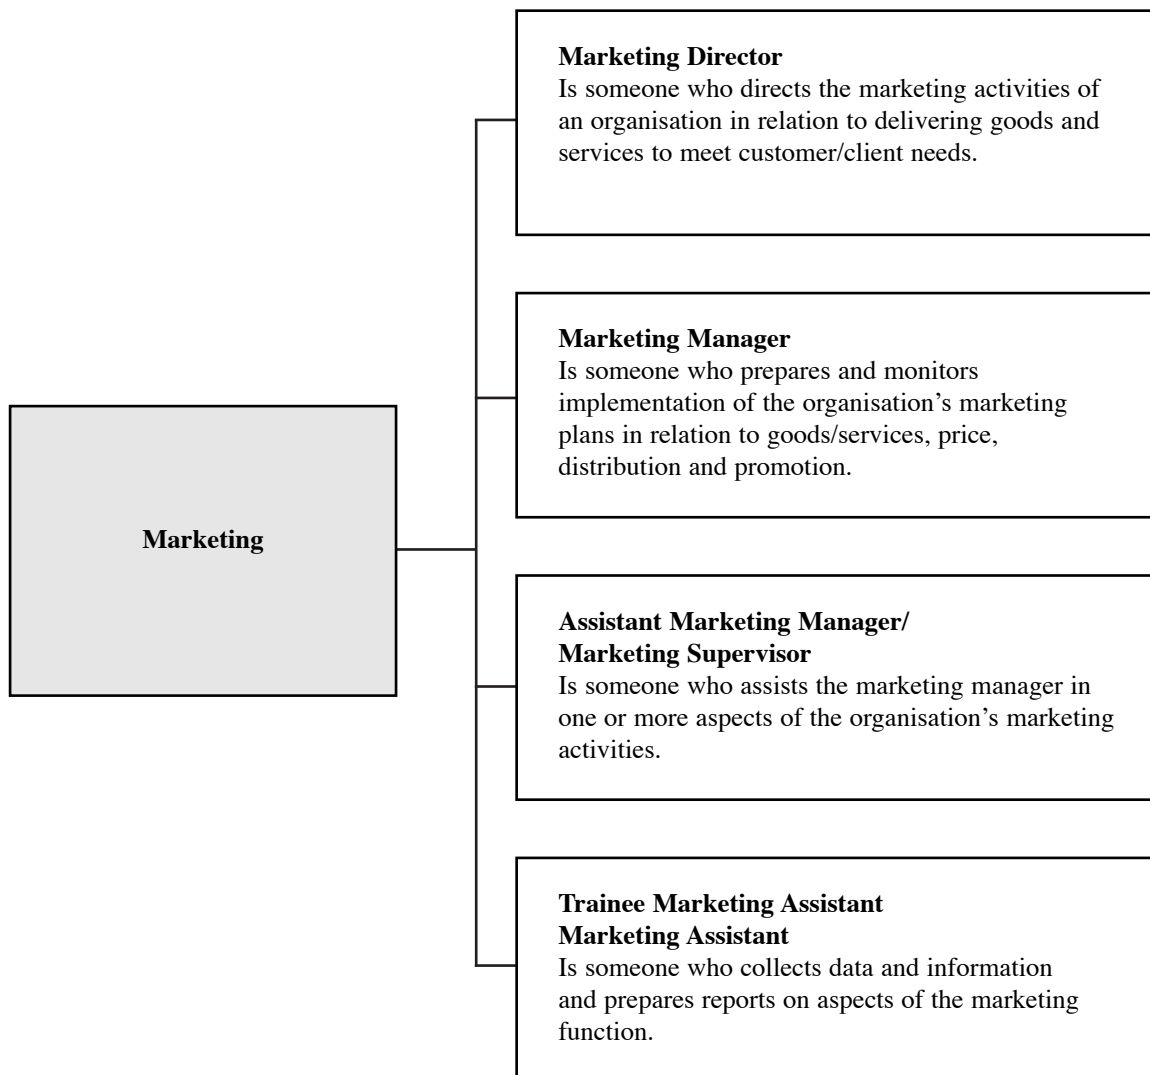 Marketing Director
Is someone who directs the marketing activities of
an organisation in relation to delivering goods and
services to meet customer/client needs.
Marketing Manager
Is someone who prepares and monitors
implementation of the organisation’s marketing
plans in relation to goods/services, price,
distribution and promotion.
Marketing
Assistant Marketing Manager/
Marketing Supervisor
Is someone who assists the marketing manager in
one or more aspects of the organisation’s marketing
activities.
Trainee Marketing Assistant
Marketing Assistant
Is someone who collects data and information
and prepares reports on aspects of the marketing
function.